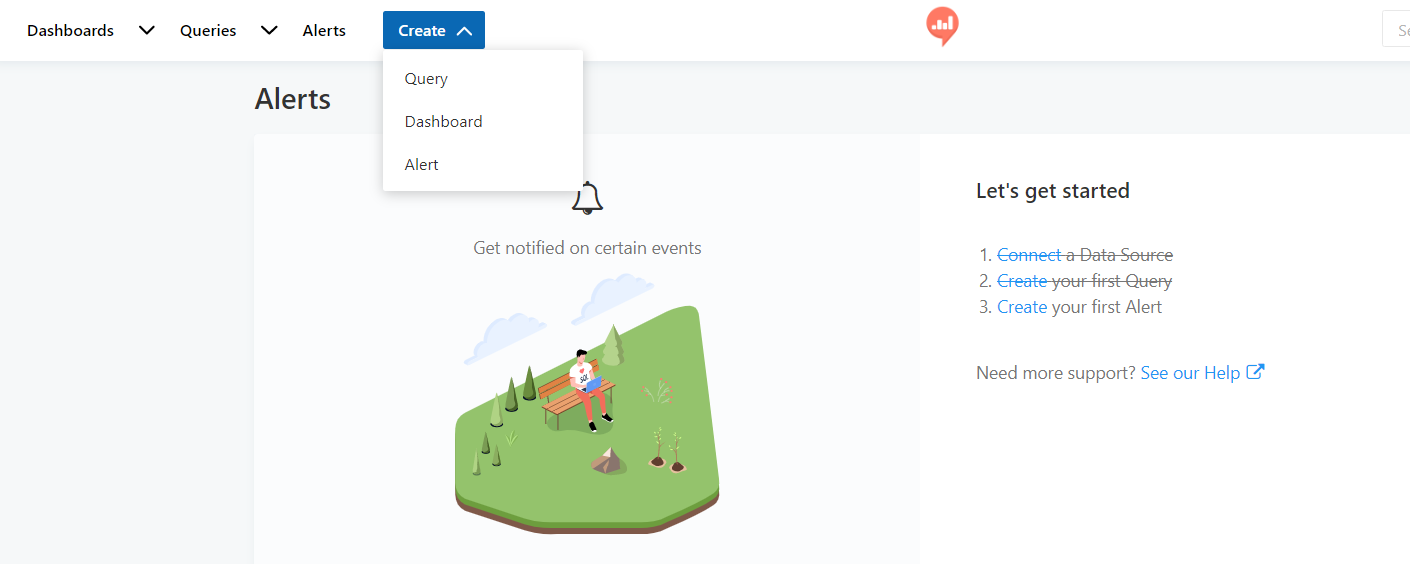 Dashboards Queries Alerts Create Se
Query
Dashboard
Alert
Alerts
Get notified on certain events
SQL
Let's get started
1. Connect a Data Source
2. Create your first Query
3. Create your first Alert
Need more support? See our Help